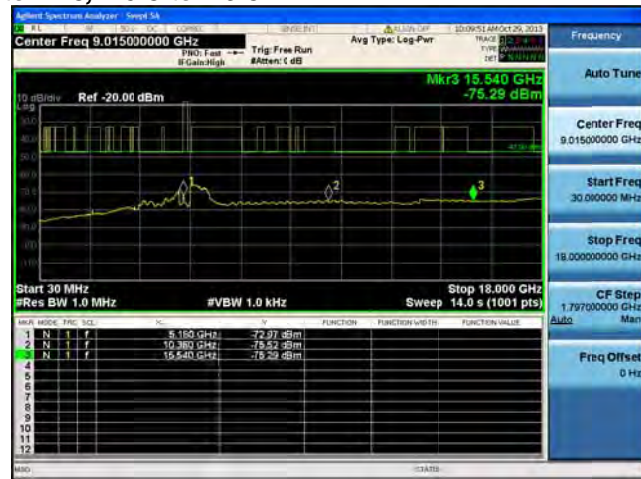 Agilent Spectrum Analyzer - Swept SA
Center Freq 9.015000000 GHz
PNO: Fast
IFGain:High
Trig: Free Run
#Atten: 0 dB
Avg Type: Log-Pwr
10:09:51 AM Oct 29, 2013
TRACE
TYPE
DET
Mkr3 15.540 GHz
-75.29 dBm
10 dB/div
Log
Ref -20.00 dBm
1
2
3
Start 30 MHz
Stop 18.000 GHz
#Res BW 1.0 MHz
#VBW 1.0 kHz
Sweep 14.0 s (1001 pts)
MKR MODE TRC SCL X Y FUNCTION FUNCTION WIDTH FUNCTION VALUE
1 N 1 f 5.180 GHz -72.97 dBm
2 N 1 f 10.360 GHz -75.52 dBm
3 N 1 f 15.540 GHz -75.29 dBm
4
5
6
7
8
9
10
11
12
MSG
STATUS
Frequency
Auto Tune
Center Freq
9.015000000 GHz
Start Freq
30.000000 MHz
Stop Freq
18.000000000 GHz
CF Step
1.797000000 GHz
Auto Man
Freq Offset
0 Hz